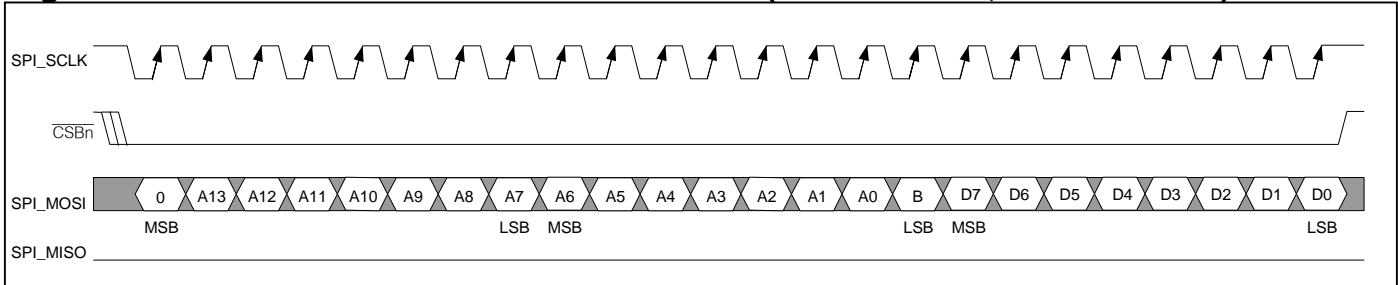 SPI_SCLK
CSBn
SPI_MOSI 0 A13 A12 A11 A10 A9 A8 A7 A6 A5 A4 A3 A2 A1 A0 B D7 D6 D5 D4 D3 D2 D1 D0
MSB LSB MSB LSB MSB LSB
SPI_MISO